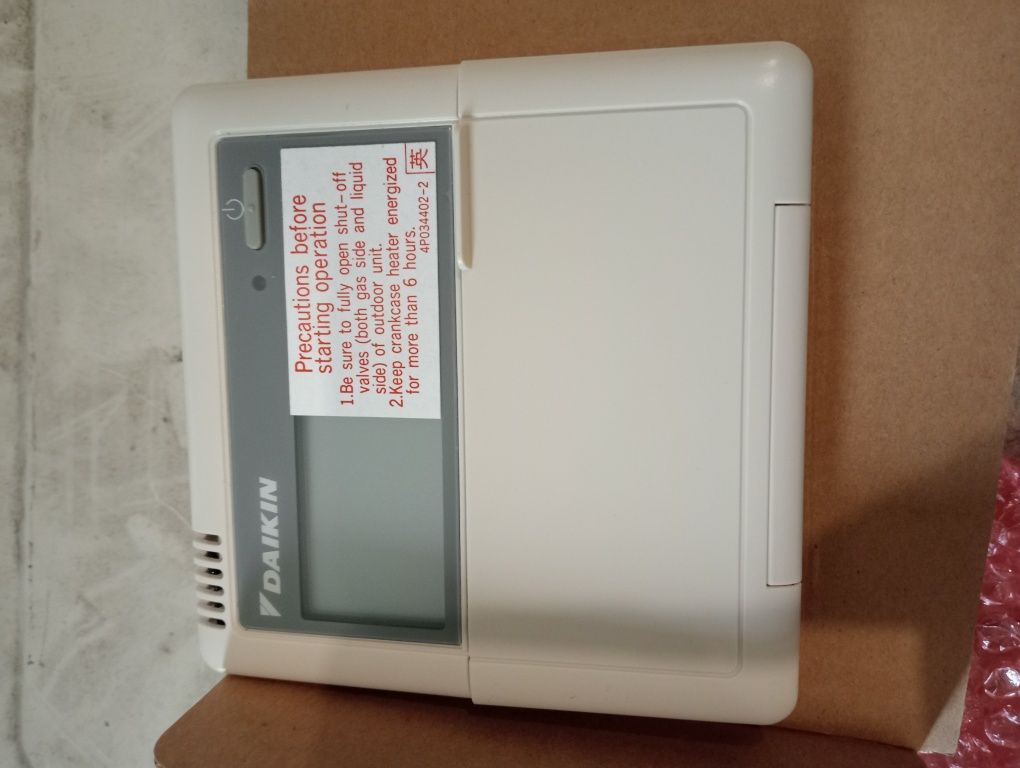 DAIKIN
Precautions before
starting operation
1.Be sure to fully open shut-off
valves (both gas side and liquid
side) of outdoor unit.
2.Keep crankcase heater energized
for more than 6 hours.
4P034402-2
英